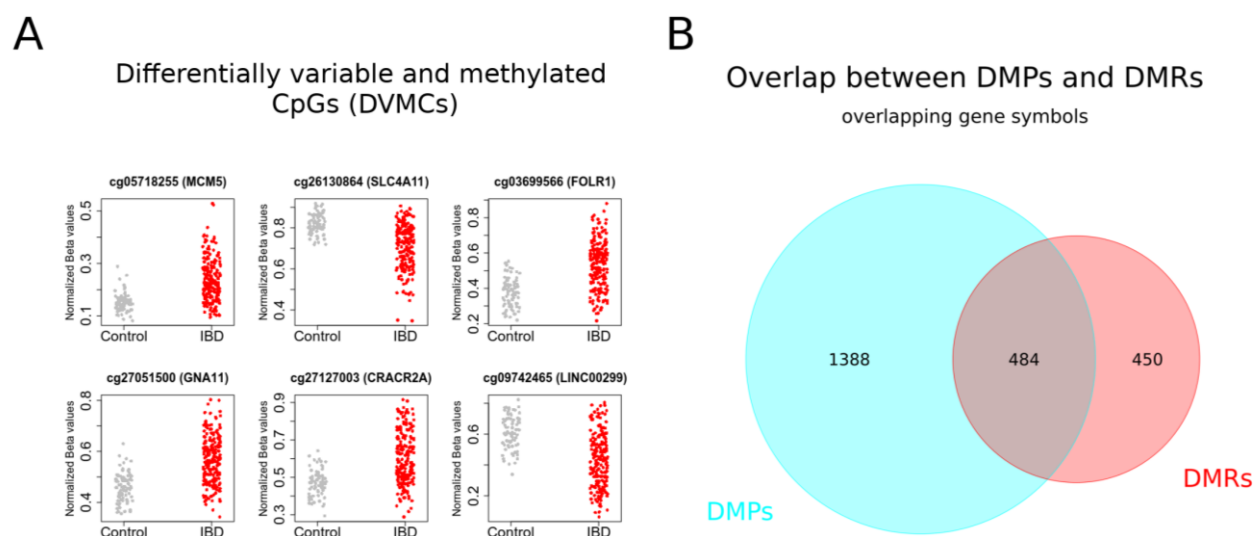 A
Differentially variable and methylated
CpGs (DVMCs)
cg05718255 (MCM5)
Normalized Beta values
0.5
0.3
0.1
Control
IBD
cg26130864 (SLC4A11)
Normalized Beta values
0.8
0.6
0.4
Control
IBD
cg03699566 (FOLR1)
Normalized Beta values
0.8
0.6
0.4
0.2
Control
IBD
cg27051500 (GNA11)
Normalized Beta values
0.8
0.6
0.4
Control
IBD
cg27127003 (CRACR2A)
Normalized Beta values
0.9
0.7
0.5
0.3
Control
IBD
cg09742465 (LINC00299)
Normalized Beta values
0.6
0.4
0.2
Control
IBD
B
Overlap between DMPs and DMRs
overlapping gene symbols
1388
484
450
DMRs
DMPs